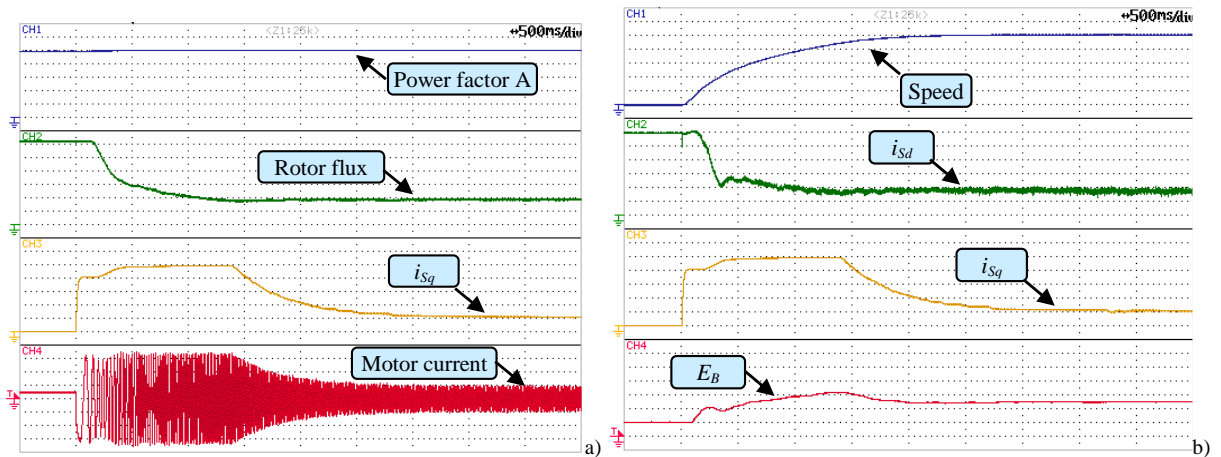 CH1
<Z1:25k>
↔500ms/div
Power factor A
CH2
Rotor flux
CH3
iSq
CH4
Motor current
T
a)
CH1
<Z1:25k>
↔500ms/div
Speed
CH2
iSd
CH3
iSq
CH4
EB
T
b)